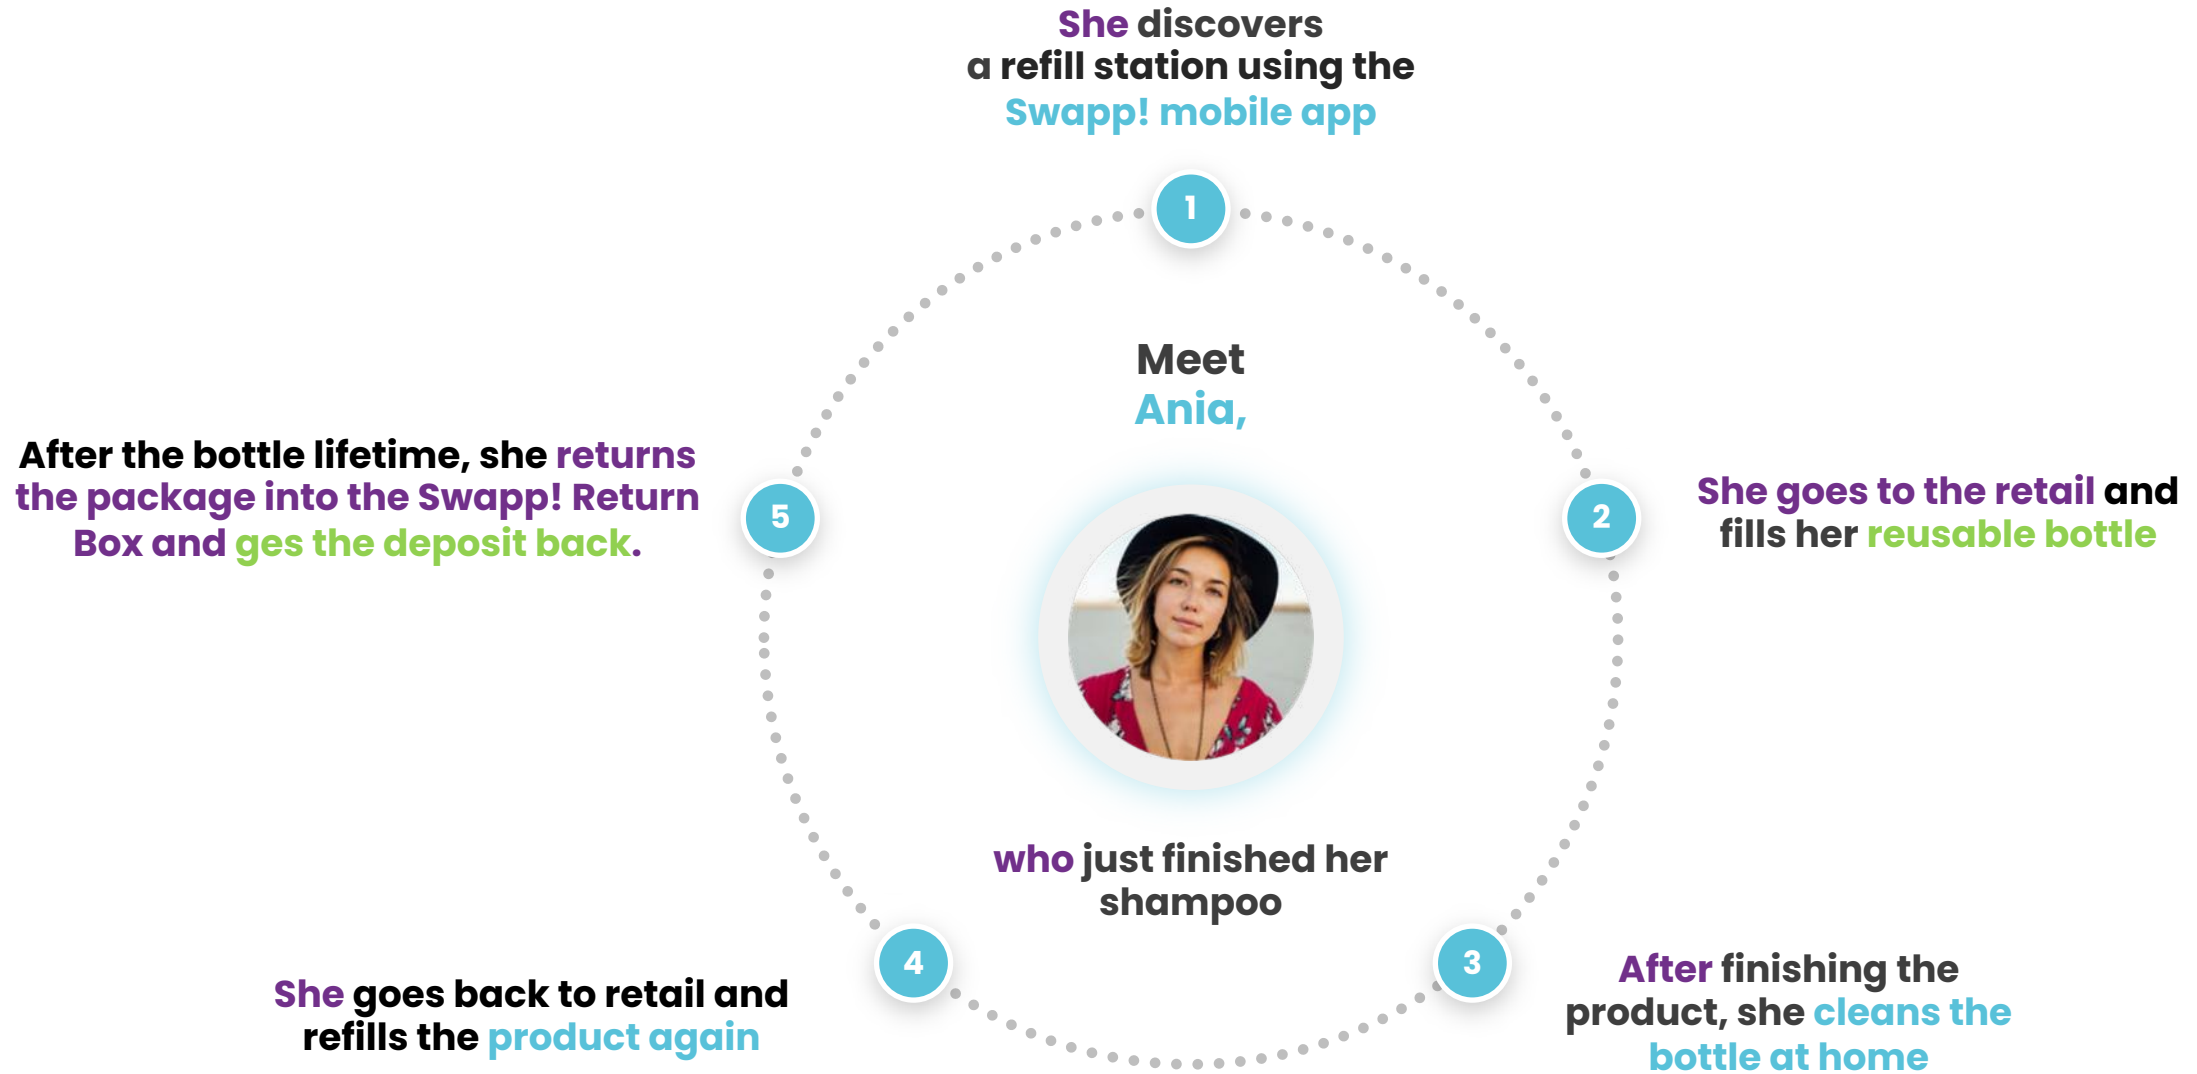 She discovers
a refill station using the
Swapp! mobile app
1
Meet
Ania,
who just finished her
shampoo
2
She goes to the retail and
fills her reusable bottle
3
After finishing the
product, she cleans the
bottle at home
4
She goes back to retail and
refills the product again
5
After the bottle lifetime, she returns
the package into the Swapp! Return
Box and ges the deposit back.